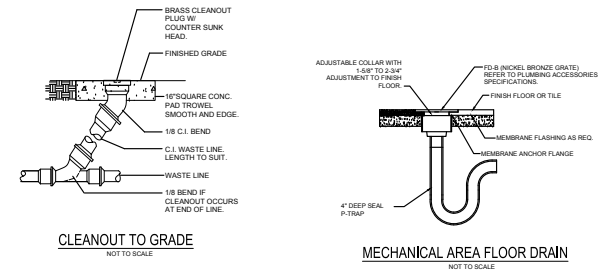 BRASS CLEANOUT
PLUG W/
COUNTER SUNK
HEAD.
FINISHED GRADE
16"SQUARE CONC.
PAD TROWEL
SMOOTH AND EDGE.
1/8 C.I. BEND
C.I. WASTE LINE.
LENGTH TO SUIT.
WASTE LINE
1/8 BEND IF
CLEANOUT OCCURS
AT END OF LINE.
CLEANOUT TO GRADE
NOT TO SCALE
ADJUSTABLE COLLAR WITH
1-5/8" TO 2-3/4"
ADJUSTMENT TO FINISH
FLOOR.
FD-B (NICKEL BRONZE GRATE)
REFER TO PLUMBING ACCESSORIES
SPECIFICATIONS.
FINISH FLOOR OR TILE
MEMBRANE FLASHING AS REQ.
MEMBRANE ANCHOR FLANGE
4" DEEP SEAL
P-TRAP
MECHANICAL AREA FLOOR DRAIN
NOT TO SCALE